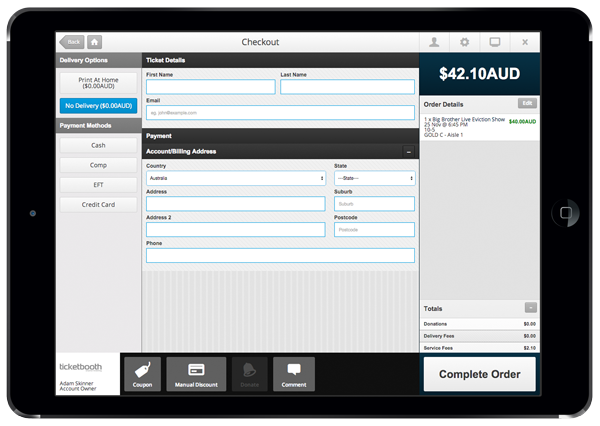 Back
Checkout
x
Delivery Options
Print At Home
($0.00AUD)
No Delivery ($0.00AUD)
Payment Methods
Cash
Comp
EFT
Credit Card
Ticket Details
First Name
Last Name
Email
eg. john@example.com
Payment
Account/Billing Address
Country
State
Australia
---State---
Address
Suburb
Suburb
Address 2
Postcode
Postcode
Phone
$42.10AUD
Order Details
Edit
1 x Big Brother Live Eviction Show
$40.00AUD
25 Nov @ 6:45 PM
10-5
GOLD C - Aisle 1
Totals
Donations $0.00
Delivery Fees $0.00
Service Fees $2.10
ticketbooth
Adam Skinner
Account Owner
Coupon
Manual Discount
Donate
Comment
Complete Order